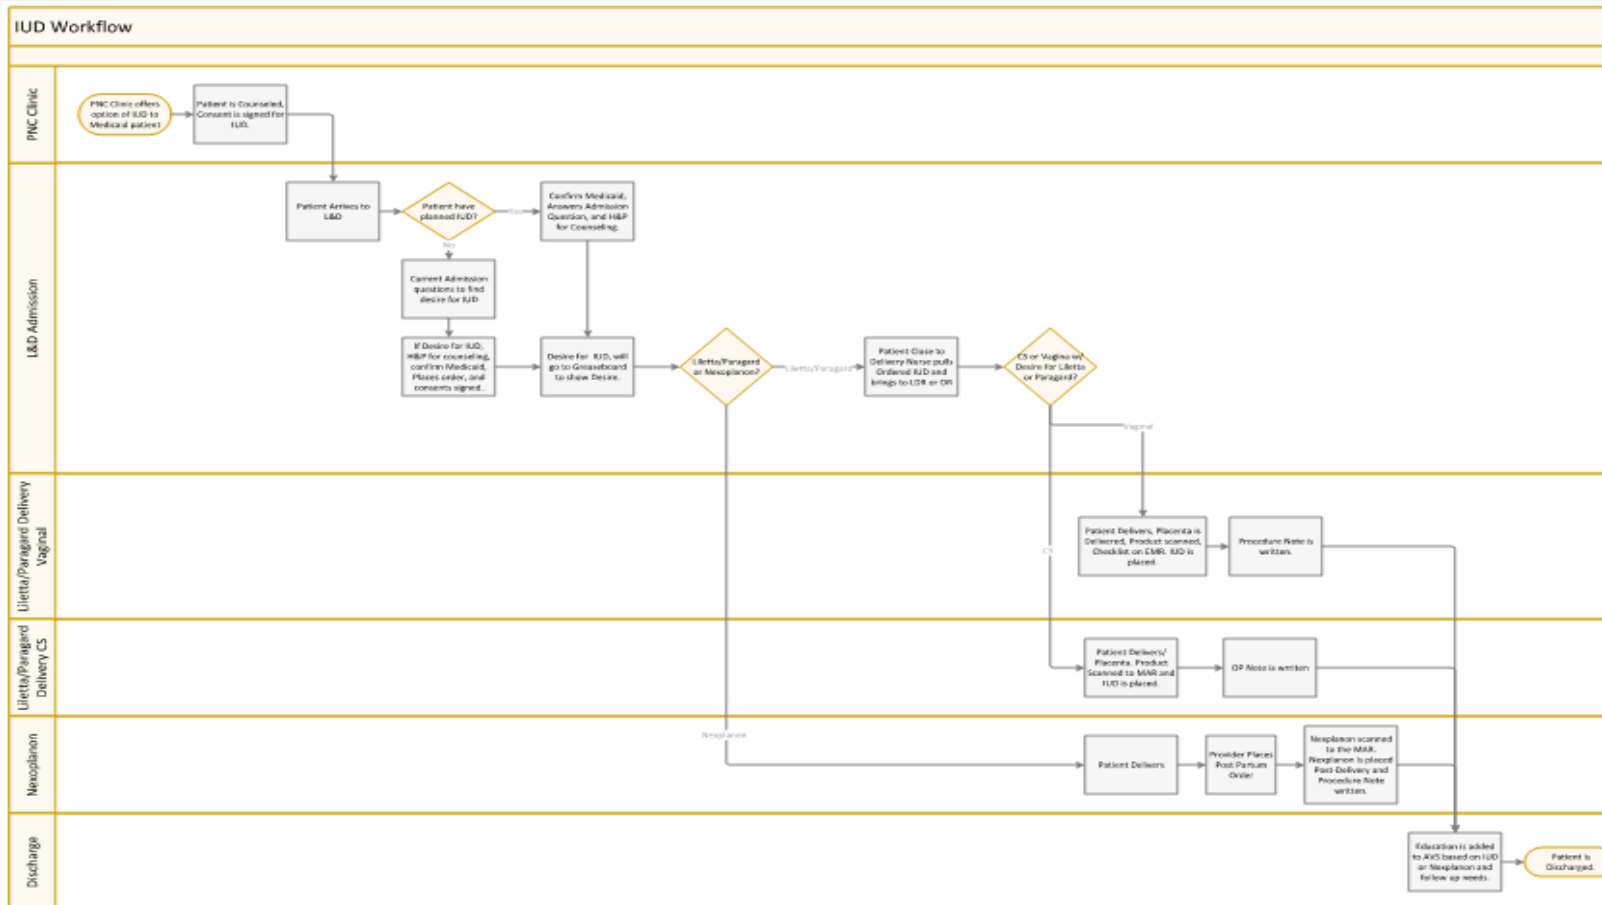 IUD Workflow
PNC Clinic
PNC Clinic offers
option of IUD to
Medicaid patient
Patient is Counseled,
Consent is signed for
IUD.
L&D Admission
Patient Arrives to
L&D
Patient have
planned IUD?
Yes
Confirm Medicaid,
Answers Admission
Question, and H&P
for Counseling.
No
Current Admission
questions to find
desire for IUD
If Desire for IUD,
H&P for counseling,
confirm Medicaid,
Places order, and
consents signed.
Desire for IUD, will
go to Greaseboard
to show Desire.
Liletta/Paragard
or Nexoplanon?
Liletta/Paragard
Patient Close to
Delivery Nurse pulls
Ordered IUD and
brings to LDR or OR
CS or Vagina w/
Desire for Liletta
or Paragard?
Vaginal
Liletta/Paragard Delivery
Vaginal
CS
Patient Delivers, Placenta is
Delivered, Product scanned,
Checklist on EMR. IUD is
placed.
Procedure Note is
written.
Liletta/Paragard
Delivery CS
Patient Delivers/
Placenta. Product
Scanned to MAR and
IUD is placed.
OP Note is written
Nexoplanon
Nexplanon
Patient Delivers
Provider Places
Post Partum
Order
Nexplanon scanned
to the MAR.
Nexplanon is placed
Post-Delivery and
Procedure Note
written.
Discharge
Education is added
to AVS based on IUD
or Nexplanon and
follow up needs.
Patient is
Discharged.